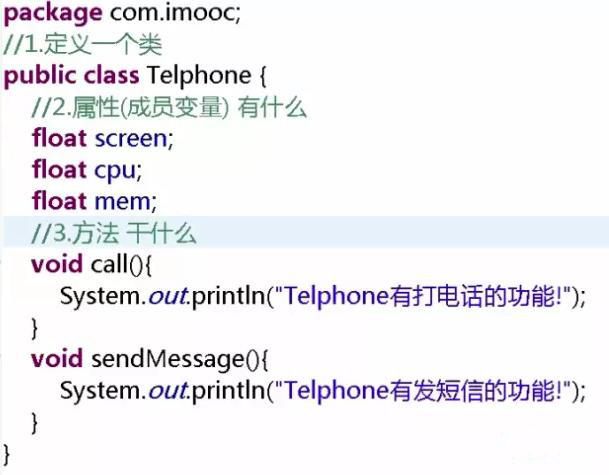 package com.imooc;
//1.定义一个类
public class Telphone {
//2.属性(成员变量) 有什么
float screen;
float cpu;
float mem;
//3.方法 干什么
void call(){
System.out.println("Telphone有打电话的功能!");
}
void sendMessage(){
System.out.println("Telphone有发短信的功能!");
}
}